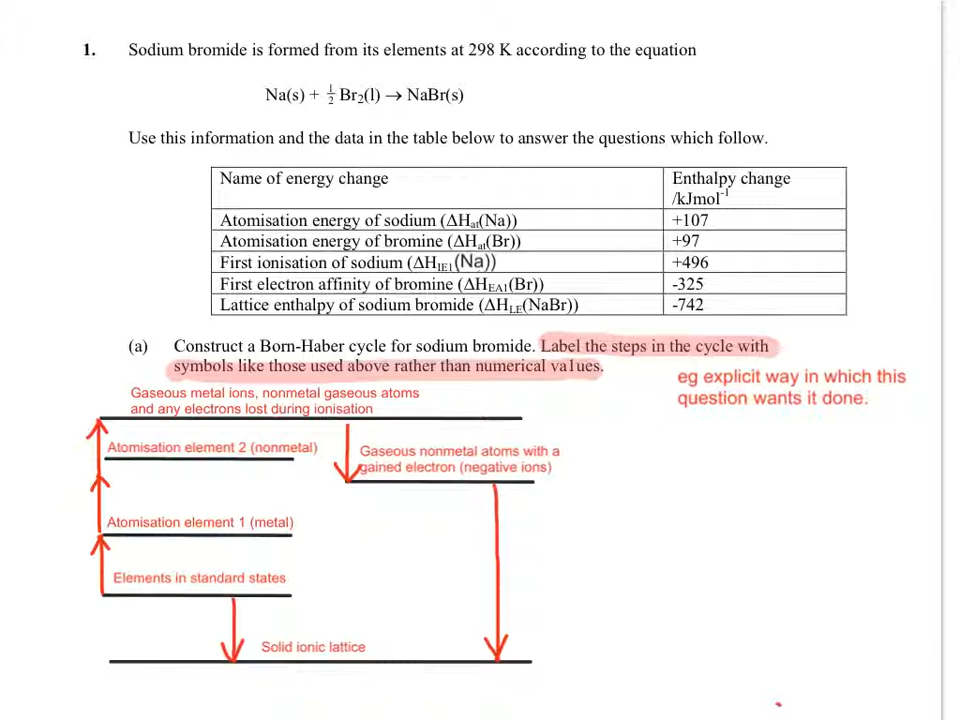 1. Sodium bromide is formed from its elements at 298 K according to the equation
Na(s) + ½ Br₂(l) → NaBr(s)
Use this information and the data in the table below to answer the questions which follow.
Name of energy change Enthalpy change
/kJmol⁻¹
Atomisation energy of sodium (ΔHat(Na)) +107
Atomisation energy of bromine (ΔHat(Br)) +97
First ionisation of sodium (ΔHIE1(Na)) +496
First electron affinity of bromine (ΔHEA1(Br)) -325
Lattice enthalpy of sodium bromide (ΔHLE(NaBr)) -742
(a) Construct a Born-Haber cycle for sodium bromide. Label the steps in the cycle with
symbols like those used above rather than numerical values.
eg explicit way in which this
question wants it done.
Gaseous metal ions, nonmetal gaseous atoms
and any electrons lost during ionisation
Atomisation element 2 (nonmetal)
Gaseous nonmetal atoms with a
gained electron (negative ions)
Atomisation element 1 (metal)
Elements in standard states
Solid ionic lattice